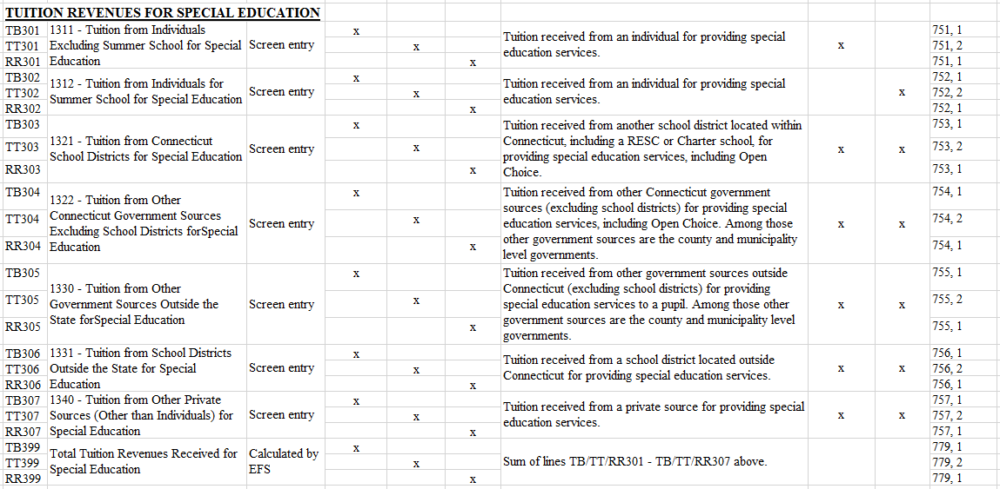 TUITION REVENUES FOR SPECIAL EDUCATION
TB301 1311 - Tuition from Individuals x 751, 1
TT301 Excluding Summer School for Special Screen entry x Tuition received from an individual for providing special x 751, 2
RR301 Education x education services. 751, 1
TB302 x 752, 1
TT302 1312 - Tuition from Individuals for Screen entry x Tuition received from an individual for providing special x 752, 2
RR302 Summer School for Special Education x education services. 752, 1
TB303 x Tuition received from another school district located within 753, 1
TT303 1321 - Tuition from Connecticut Screen entry x Connecticut, including a RESC or Charter school, for x x 753, 2
School Districts for Special Education providing special education services, including Open
RR303 x Choice. 753, 1
TB304 x Tuition received from other Connecticut government 754, 1
1322 - Tuition from Other sources (excluding school districts) for providing special
TT304 Connecticut Government Sources Screen entry x education services, including Open Choice. Among those x x 754, 2
Excluding School Districts forSpecial other government sources are the county and municipality
RR304 Education x level governments. 754, 1
TB305 x Tuition received from other government sources outside 755, 1
1330 - Tuition from Other Connecticut (excluding school districts) for providing
TT305 Government Sources Outside the Screen entry x special education services to a pupil. Among those other x x 755, 2
State forSpecial Education government sources are the county and municipality level
RR305 x governments. 755, 1
TB306 1331 - Tuition from School Districts x 756, 1
TT306 Outside the State for Special Screen entry x Tuition received from a school district located outside x x 756, 2
RR306 Education x Connecticut for providing special education services. 756, 1
TB307 1340 - Tuition from Other Private x 757, 1
TT307 Sources (Other than Individuals) for Screen entry x Tuition received from a private source for providing special x x 757, 2
RR307 Special Education x education services. 757, 1
TB399 x 779, 1
TT399 Total Tuition Revenues Received for Calculated by x Sum of lines TB/TT/RR301 - TB/TT/RR307 above. 779, 2
RR399 Special Education EFS x 779, 1